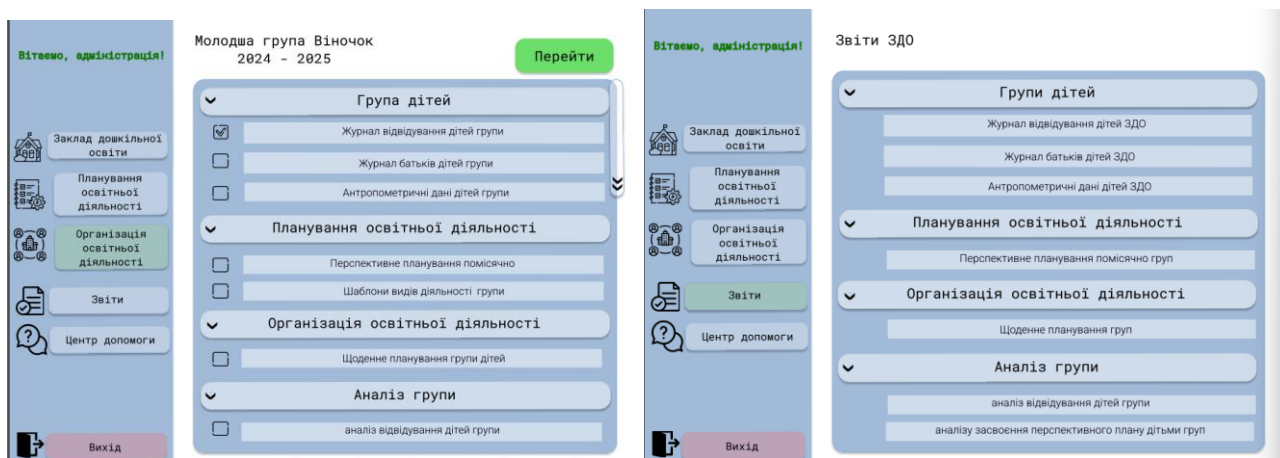 Вітаємо, адміністрація!
Заклад дошкільної
освіти
Планування
освітньої
діяльності
Організація
освітньої
діяльності
Звіти
Центр допомоги
Вихід
Молодша група Віночок
2024 - 2025
Перейти
Група дітей
Журнал відвідування дітей групи
Журнал батьків дітей групи
Антропометричні дані дітей групи
Планування освітньої діяльності
Перспективне планування помісячно
Шаблони видів діяльності групи
Організація освітньої діяльності
Щоденне планування групи дітей
Аналіз групи
аналіз відвідування дітей групи
Вітаємо, адміністрація!
Заклад дошкільної
освіти
Планування
освітньої
діяльності
Організація
освітньої
діяльності
Звіти
Центр допомоги
Вихід
Звіти ЗДО
Групи дітей
Журнал відвідування дітей ЗДО
Журнал батьків дітей ЗДО
Антропометричні дані дітей ЗДО
Планування освітньої діяльності
Перспективне планування помісячно груп
Організація освітньої діяльності
Щоденне планування груп
Аналіз групи
аналіз відвідування дітей групи
аналізу засвоєння перспективного плану дітьми груп